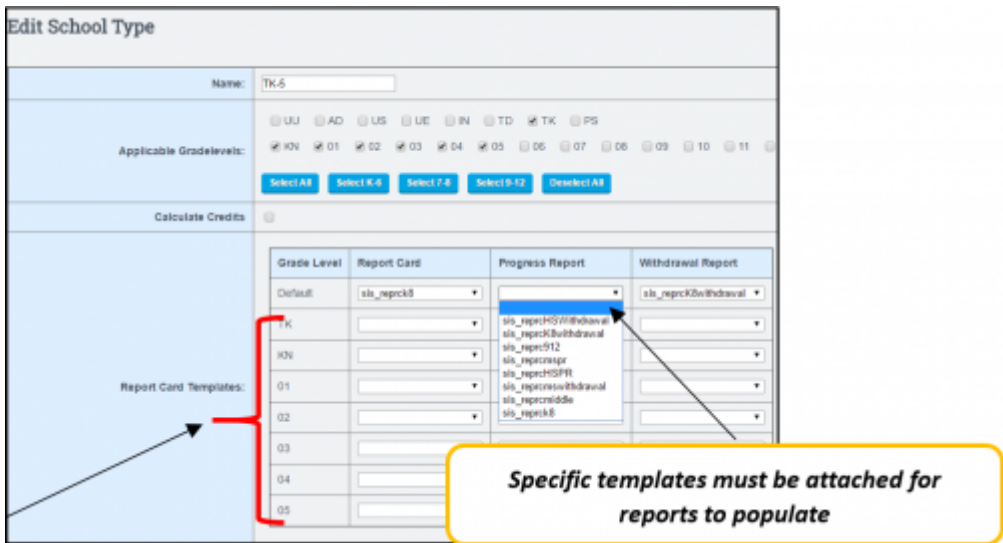 Edit School Type
Name: TK-5
UU AD US UE IN TD TK PS
Applicable Gradelevels: KN 01 02 03 04 05 06 07 08 09 10 11
Select All Select K-6 Select 7-8 Select 9-12 Deselect All
Calculate Credits
Grade Level Report Card Progress Report Withdrawal Report
Default sis_reprck8 sis_reprcK8withdrawal
TK
sis_reprcHSWithdrawal
sis_reprcK8withdrawal
KN
sis_reprc912
sis_reprcmspr
sis_reprcHSPR
Report Card Templates: 01
sis_reprcmswithdrawal
sis_reprcmiddle
sis_reprck8
02
03
04
05
Specific templates must be attached for
reports to populate